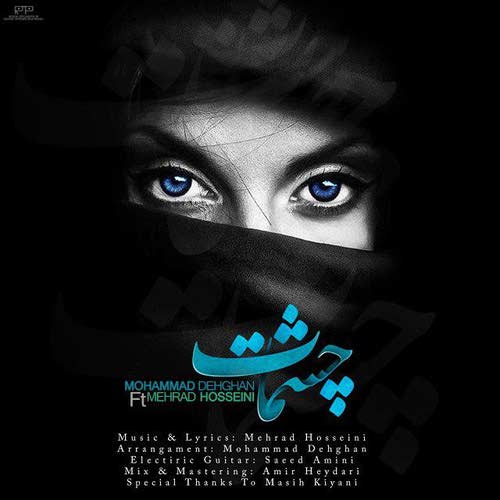 چشمات
MOHAMMAD DEHGHAN
Ft MEHRAD HOSSEINI
Music & Lyrics: Mehrad Hosseini
Arrangament: Mohammad Dehghan
Electiric Guitar: Saeed Amini
Mix & Mastering: Amir Heydari
Special Thanks To Masih Kiyani